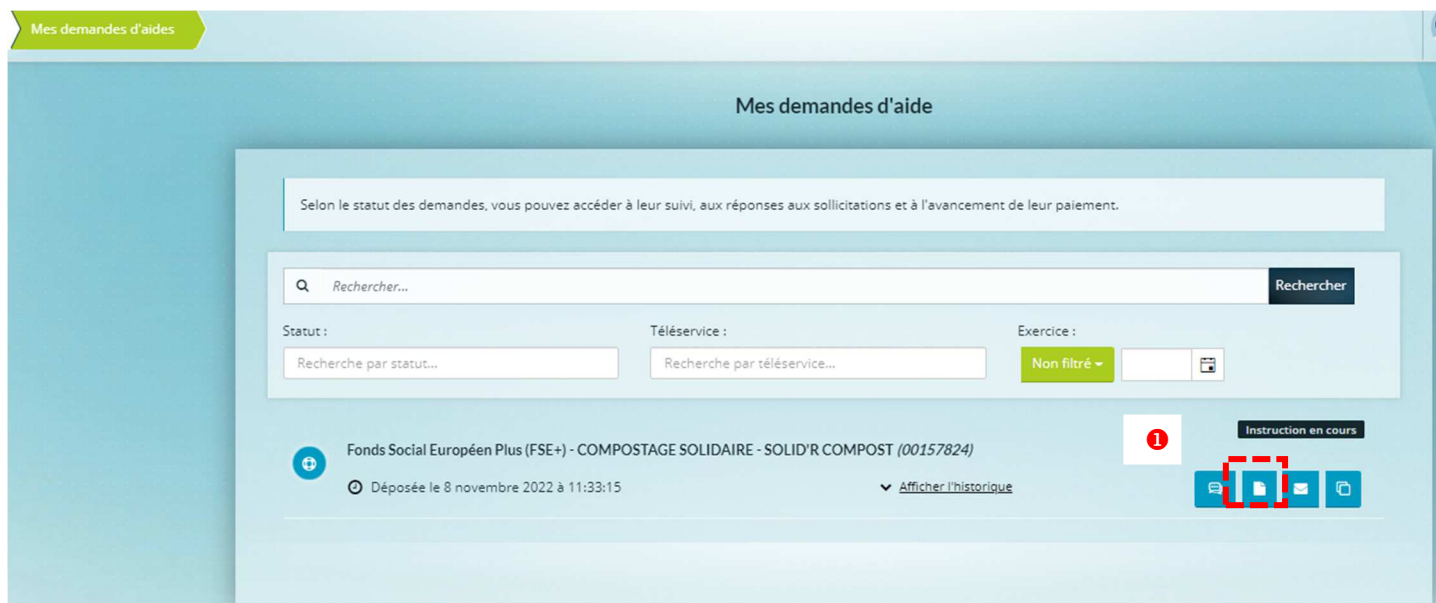 Mes demandes d'aides
Mes demandes d'aide
Selon le statut des demandes, vous pouvez accéder à leur suivi, aux réponses aux sollicitations et à l'avancement de leur paiement.
Rechercher... Rechercher
Statut : Téléservice : Exercice :
Recherche par statut... Recherche par téléservice... Non filtré
❶ Instruction en cours
Fonds Social Européen Plus (FSE+) - COMPOSTAGE SOLIDAIRE - SOLID'R COMPOST (00157824)
Déposée le 8 novembre 2022 à 11:33:15 Afficher l'historique